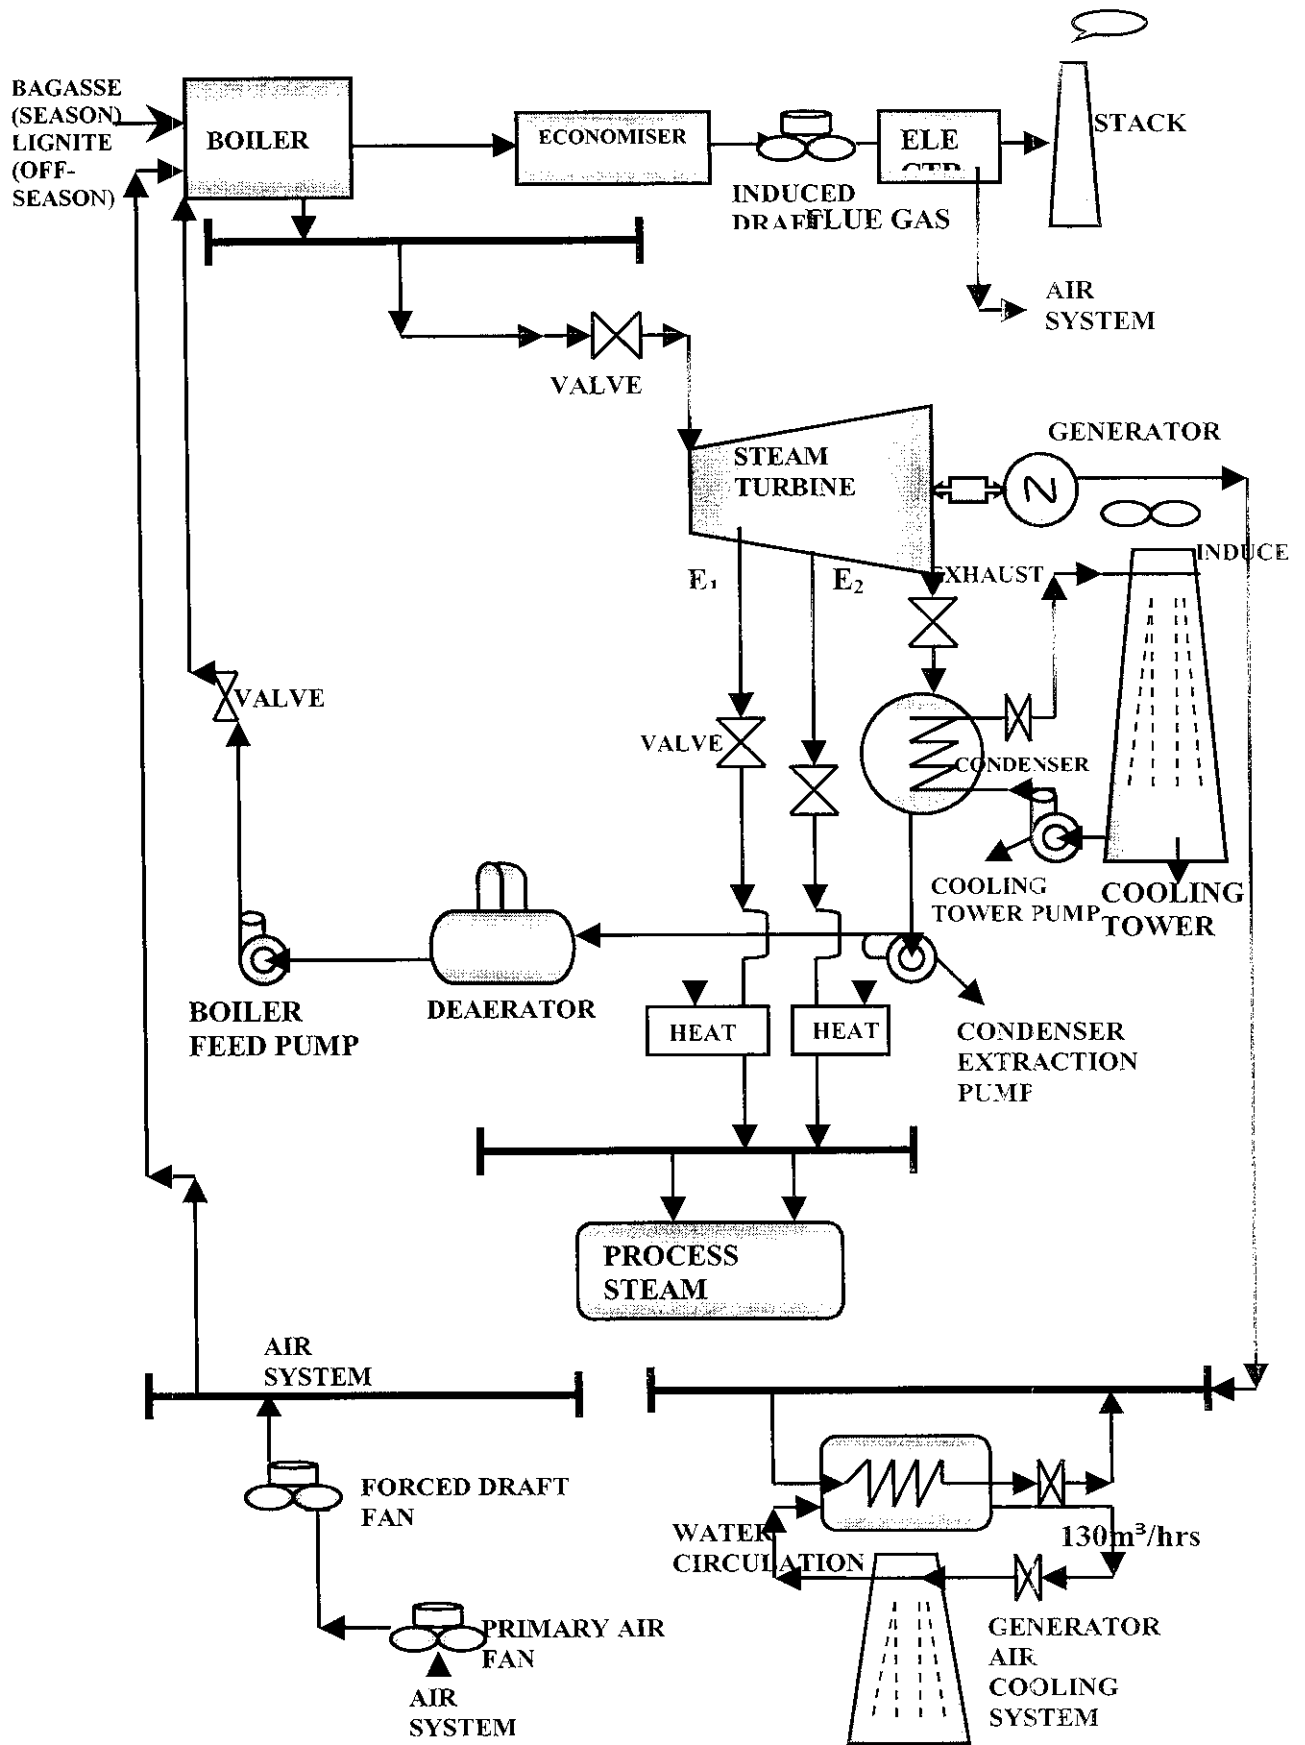 BAGASSE
(SEASON)
LIGNITE
(OFF-
SEASON)
BOILER
ECONOMISER
INDUCED
DRAFT
ELE
FLUE GAS
STACK
AIR
SYSTEM
VALVE
STEAM
TURBINE
GENERATOR
E₁
E₂
EXHAUST
INDUCE
VALVE
VALVE
CONDENSER
COOLING
TOWER PUMP
COOLING
TOWER
DEAERATOR
BOILER
FEED PUMP
HEAT
HEAT
CONDENSER
EXTRACTION
PUMP
PROCESS
STEAM
AIR
SYSTEM
FORCED DRAFT
FAN
PRIMARY AIR
FAN
AIR
SYSTEM
WATER
CIRCULATION
130m³/hrs
GENERATOR
AIR
COOLING
SYSTEM